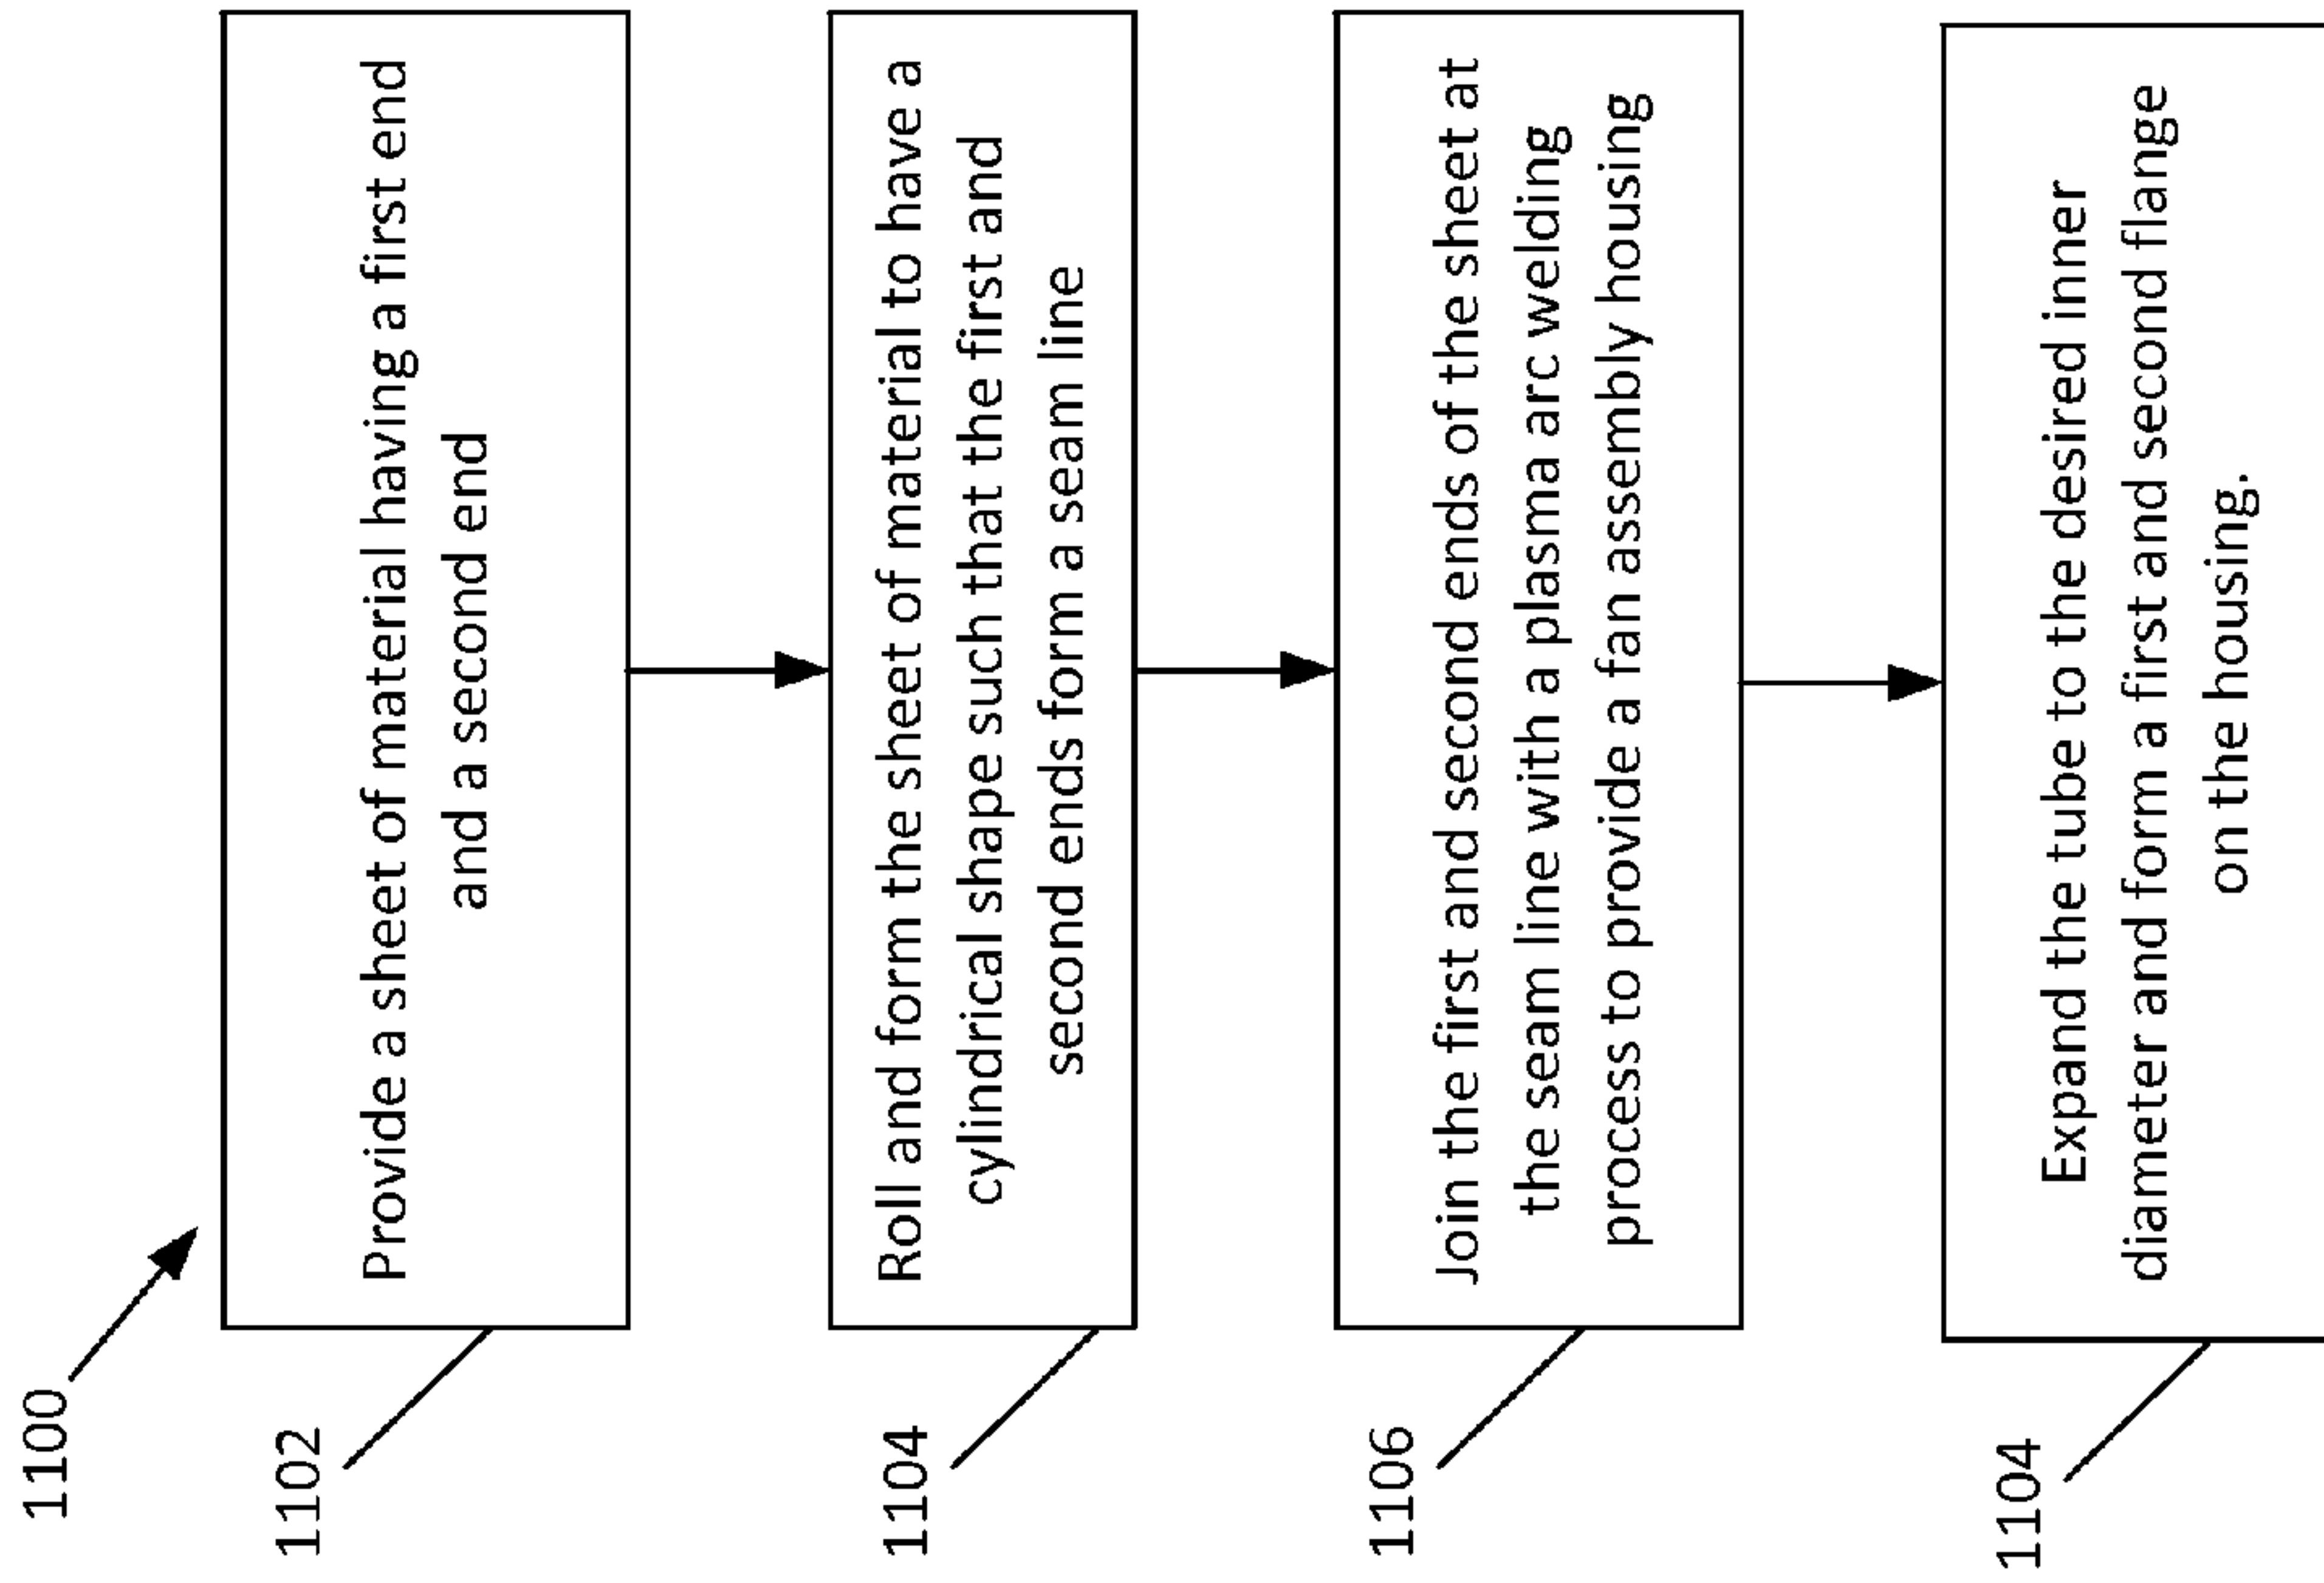 1100
1102
Provide a sheet of material having a first end
and a second end
1104
Roll and form the sheet of material to have a
cylindrical shape such that the first and
second ends form a seam line
1106
Join the first and second ends of the sheet at
the seam line with a plasma arc welding
process to provide a fan assembly housing
1104
Expand the tube to the desired inner
diameter and form a first and second flange
on the housing.